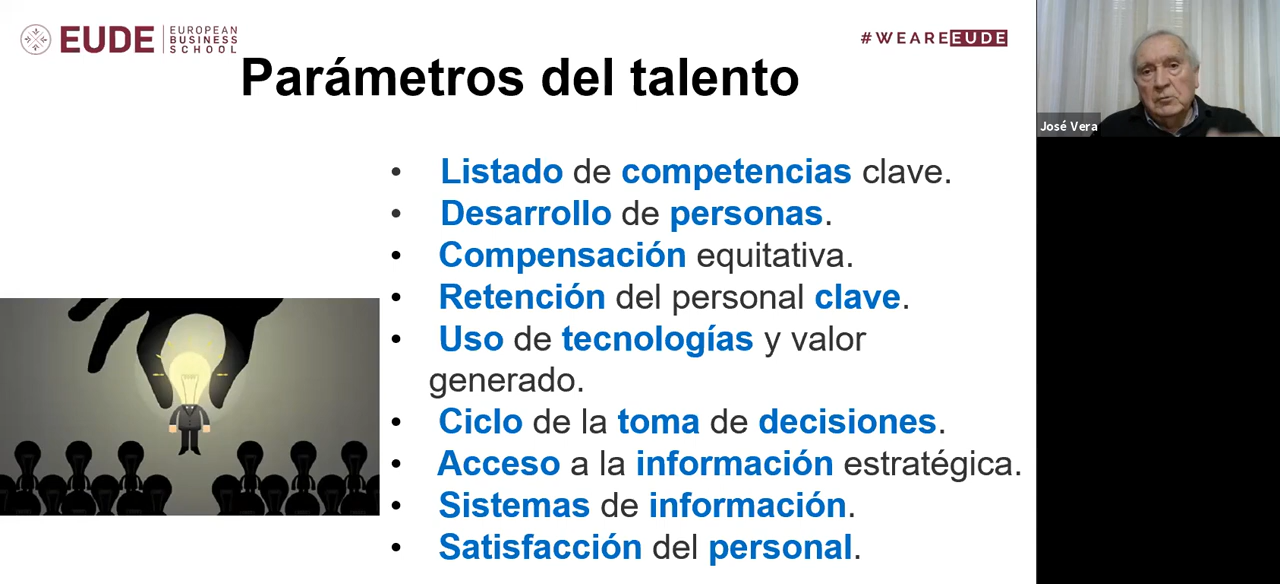 EUDE EUROPEAN
BUSINESS
SCHOOL
#WEAREEUDE
Parámetros del talento
José Vera
• Listado de competencias clave.
• Desarrollo de personas.
• Compensación equitativa.
• Retención del personal clave.
• Uso de tecnologías y valor
generado.
• Ciclo de la toma de decisiones.
• Acceso a la información estratégica.
• Sistemas de información.
• Satisfacción del personal.